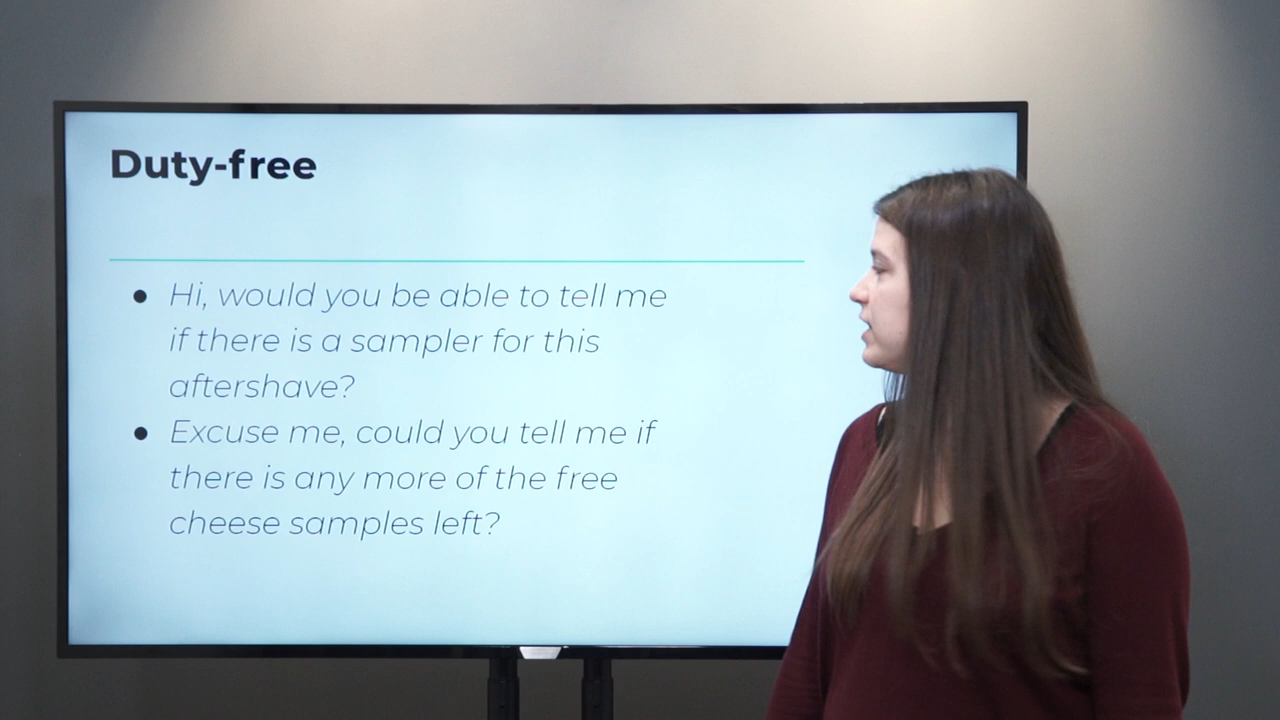 Duty-free
● Hi, would you be able to tell me
if there is a sampler for this
aftershave?
● Excuse me, could you tell me if
there is any more of the free
cheese samples left?